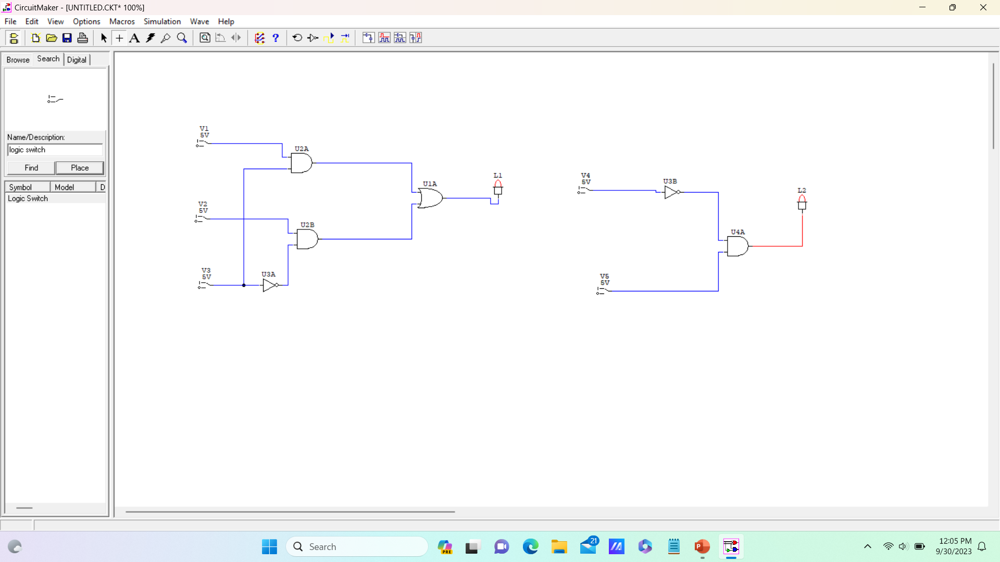 CircuitMaker - [UNTITLED.CKT* 100%]
File Edit View Options Macros Simulation Wave Help
A ?
Browse Search Digital
Name/Description:
logic switch
Find Place
Symbol Model D
Logic Switch
V1
5V
U2A
V2
5V
U2B
V3
5V
U3A
U1A
L1
V4
5V
U3B
V5
5V
U4A
L2
Search
PRE
21
P
12:05 PM
9/30/2023